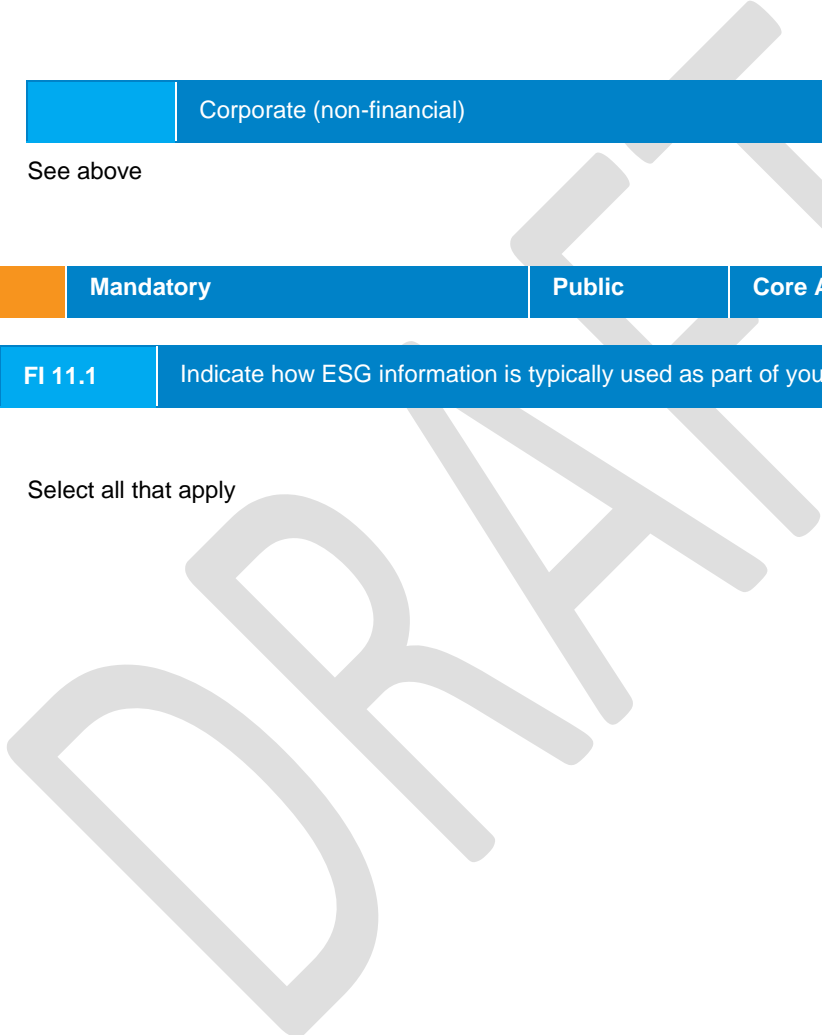 Corporate (non-financial)
See above
Mandatory Public Core A
FI 11.1 Indicate how ESG information is typically used as part of you
Select all that apply
DRAFT